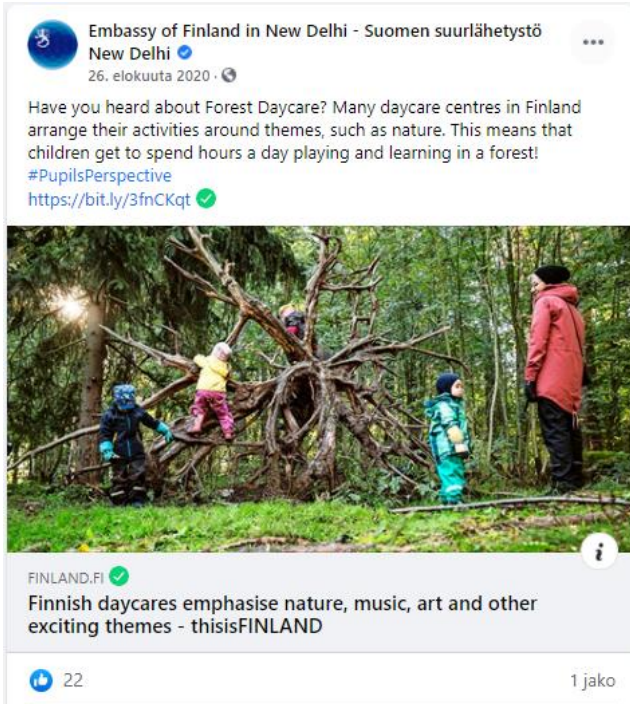 Embassy of Finland in New Delhi - Suomen suurlähetystö
New Delhi
26. elokuuta 2020 ·
Have you heard about Forest Daycare? Many daycare centres in Finland
arrange their activities around themes, such as nature. This means that
children get to spend hours a day playing and learning in a forest!
#PupilsPerspective
https://bit.ly/3fnCKqt
FINLAND.FI
Finnish daycares emphasise nature, music, art and other
exciting themes - thisisFINLAND
22
1 jako